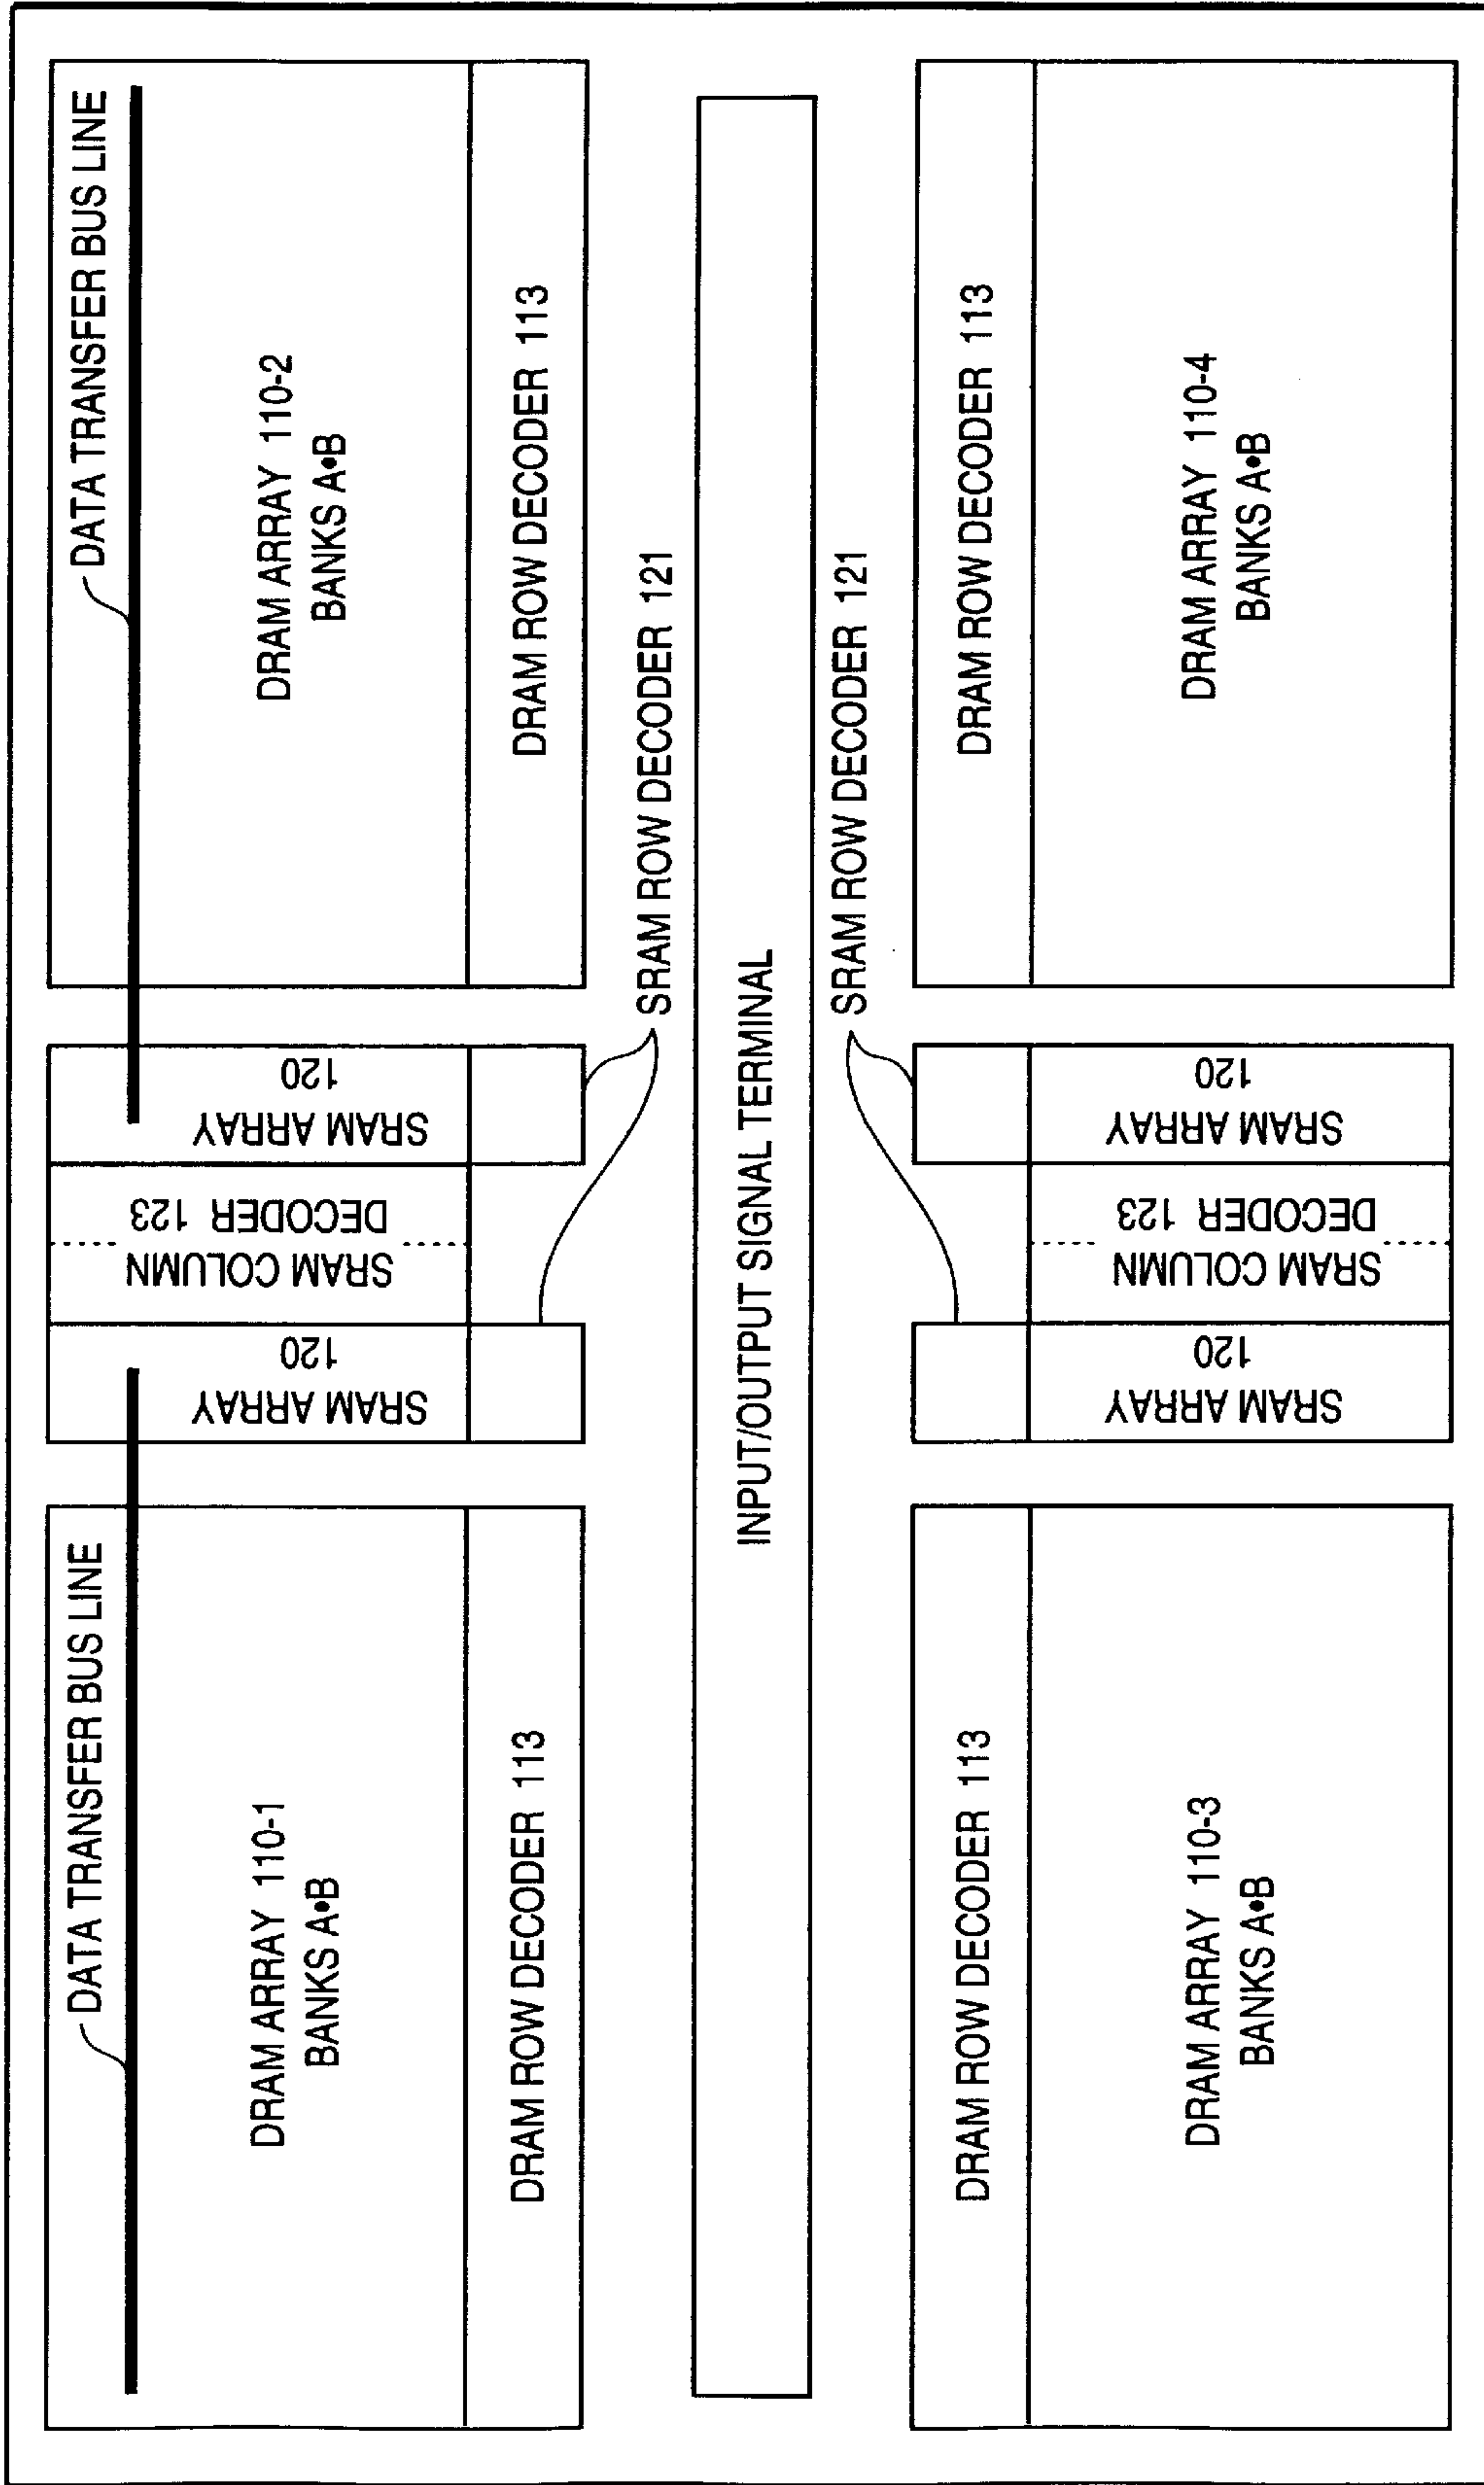 DATA TRANSFER BUS LINE
DATA TRANSFER BUS LINE
DRAM ARRAY 110-1
BANKS A•B
SRAM ARRAY
120
SRAM COLUMN
DECODER 123
SRAM ARRAY
120
DRAM ARRAY 110-2
BANKS A•B
DRAM ROW DECODER 113
DRAM ROW DECODER 113
SRAM ROW DECODER 121
INPUT/OUTPUT SIGNAL TERMINAL
SRAM ROW DECODER 121
DRAM ROW DECODER 113
DRAM ROW DECODER 113
DRAM ARRAY 110-3
BANKS A•B
SRAM ARRAY
120
SRAM COLUMN
DECODER 123
SRAM ARRAY
120
DRAM ARRAY 110-4
BANKS A•B